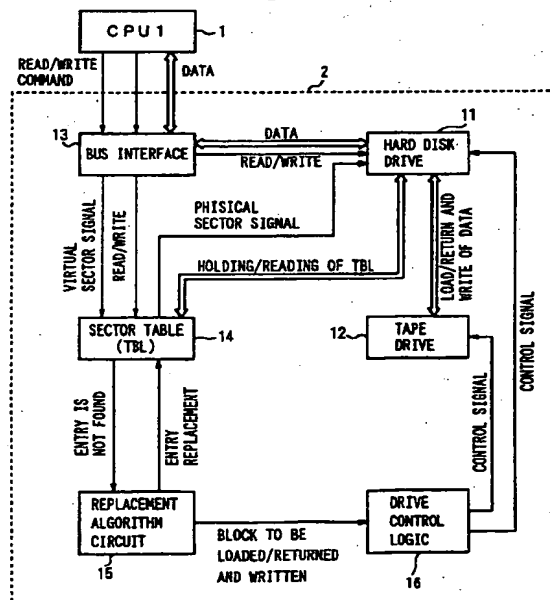 CPU1
1
READ/WRITE
COMMAND
DATA
2
13
BUS INTERFACE
DATA
READ/WRITE
11
HARD DISK
DRIVE
VIRTUAL
SECTOR SIGNAL
READ/WRITE
PHISICAL
SECTOR SIGNAL
HOLDING/READING OF TBL
LOAD/RETURN AND
WRITE OF DATA
CONTROL SIGNAL
SECTOR TABLE
(TBL)
14
12
TAPE
DRIVE
ENTRY IS
NOT FOUND
ENTRY
REPLACEMENT
CONTROL SIGNAL
REPLACEMENT
ALGORITHM
CIRCUIT
15
BLOCK TO BE
LOADED/RETURNED
AND WRITTEN
DRIVE
CONTROL
LOGIC
16